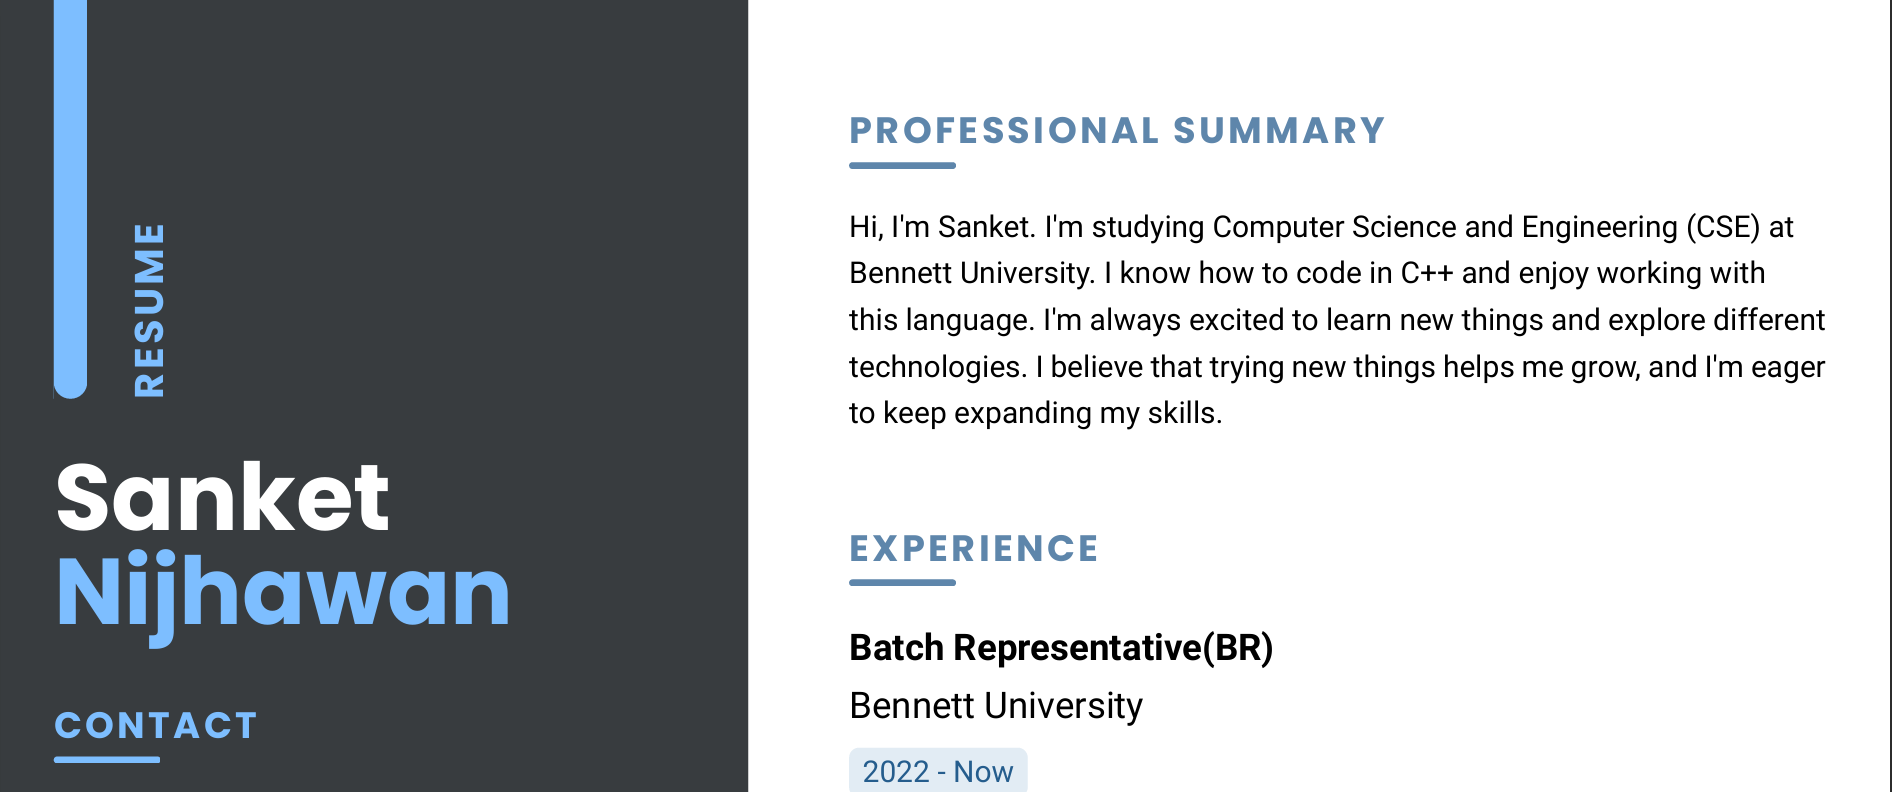 RESUME
Sanket
Nijhawan
CONTACT
PROFESSIONAL SUMMARY
Hi, I'm Sanket. I'm studying Computer Science and Engineering (CSE) at
Bennett University. I know how to code in C++ and enjoy working with
this language. I'm always excited to learn new things and explore different
technologies. I believe that trying new things helps me grow, and I'm eager
to keep expanding my skills.
EXPERIENCE
Batch Representative(BR)
Bennett University
2022 - Now